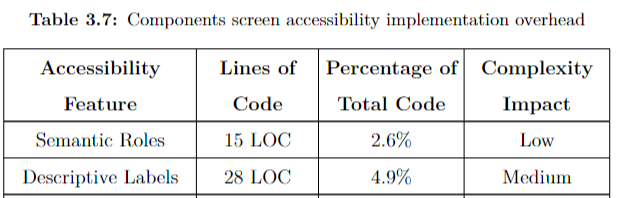 Table 3.7: Components screen accessibility implementation overhead
Accessibility Feature Lines of Code Percentage of Total Code Complexity Impact
Semantic Roles 15 LOC 2.6% Low
Descriptive Labels 28 LOC 4.9% Medium